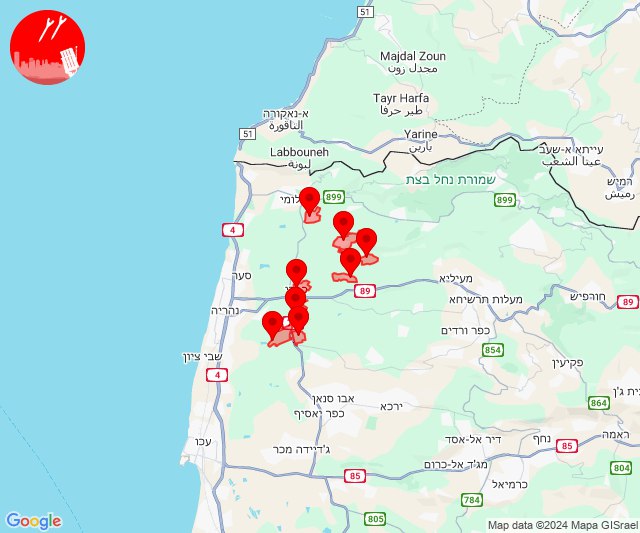 51
Majdal Zoun
مجدل زون
Tayr Harfa
طير حرفا
א-נאקורה
الناقورة
Yarine
يارين
51
Labbouneh
لبونة
עייתא א-שעב
عيتا الشعب
רמיש
رميش
שמורת נחל בצת
899
899
לומי
4
סער
89
מעיליא
מעלות תרשיחא
חורפיש
89
נהריה
כפר ורדים
שבי ציון
854
פקיעין
4
864
אבו סנאן
ירכא
כפר יאסיף
עכו
ג'דיידה מכר
דיר אל-אסד
נחף
ראמה
85
מג'ד אל-כרום
85
804
כרמיאל
784
805
Google
Map data ©2024 Mapa GISrael